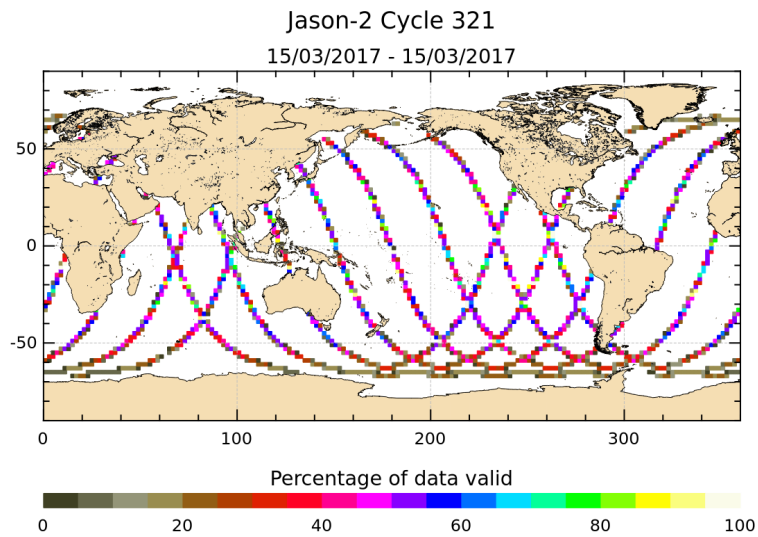 Jason-2 Cycle 321
15/03/2017 - 15/03/2017
50
0
-50
0 100 200 300
Percentage of data valid
0 20 40 60 80 100